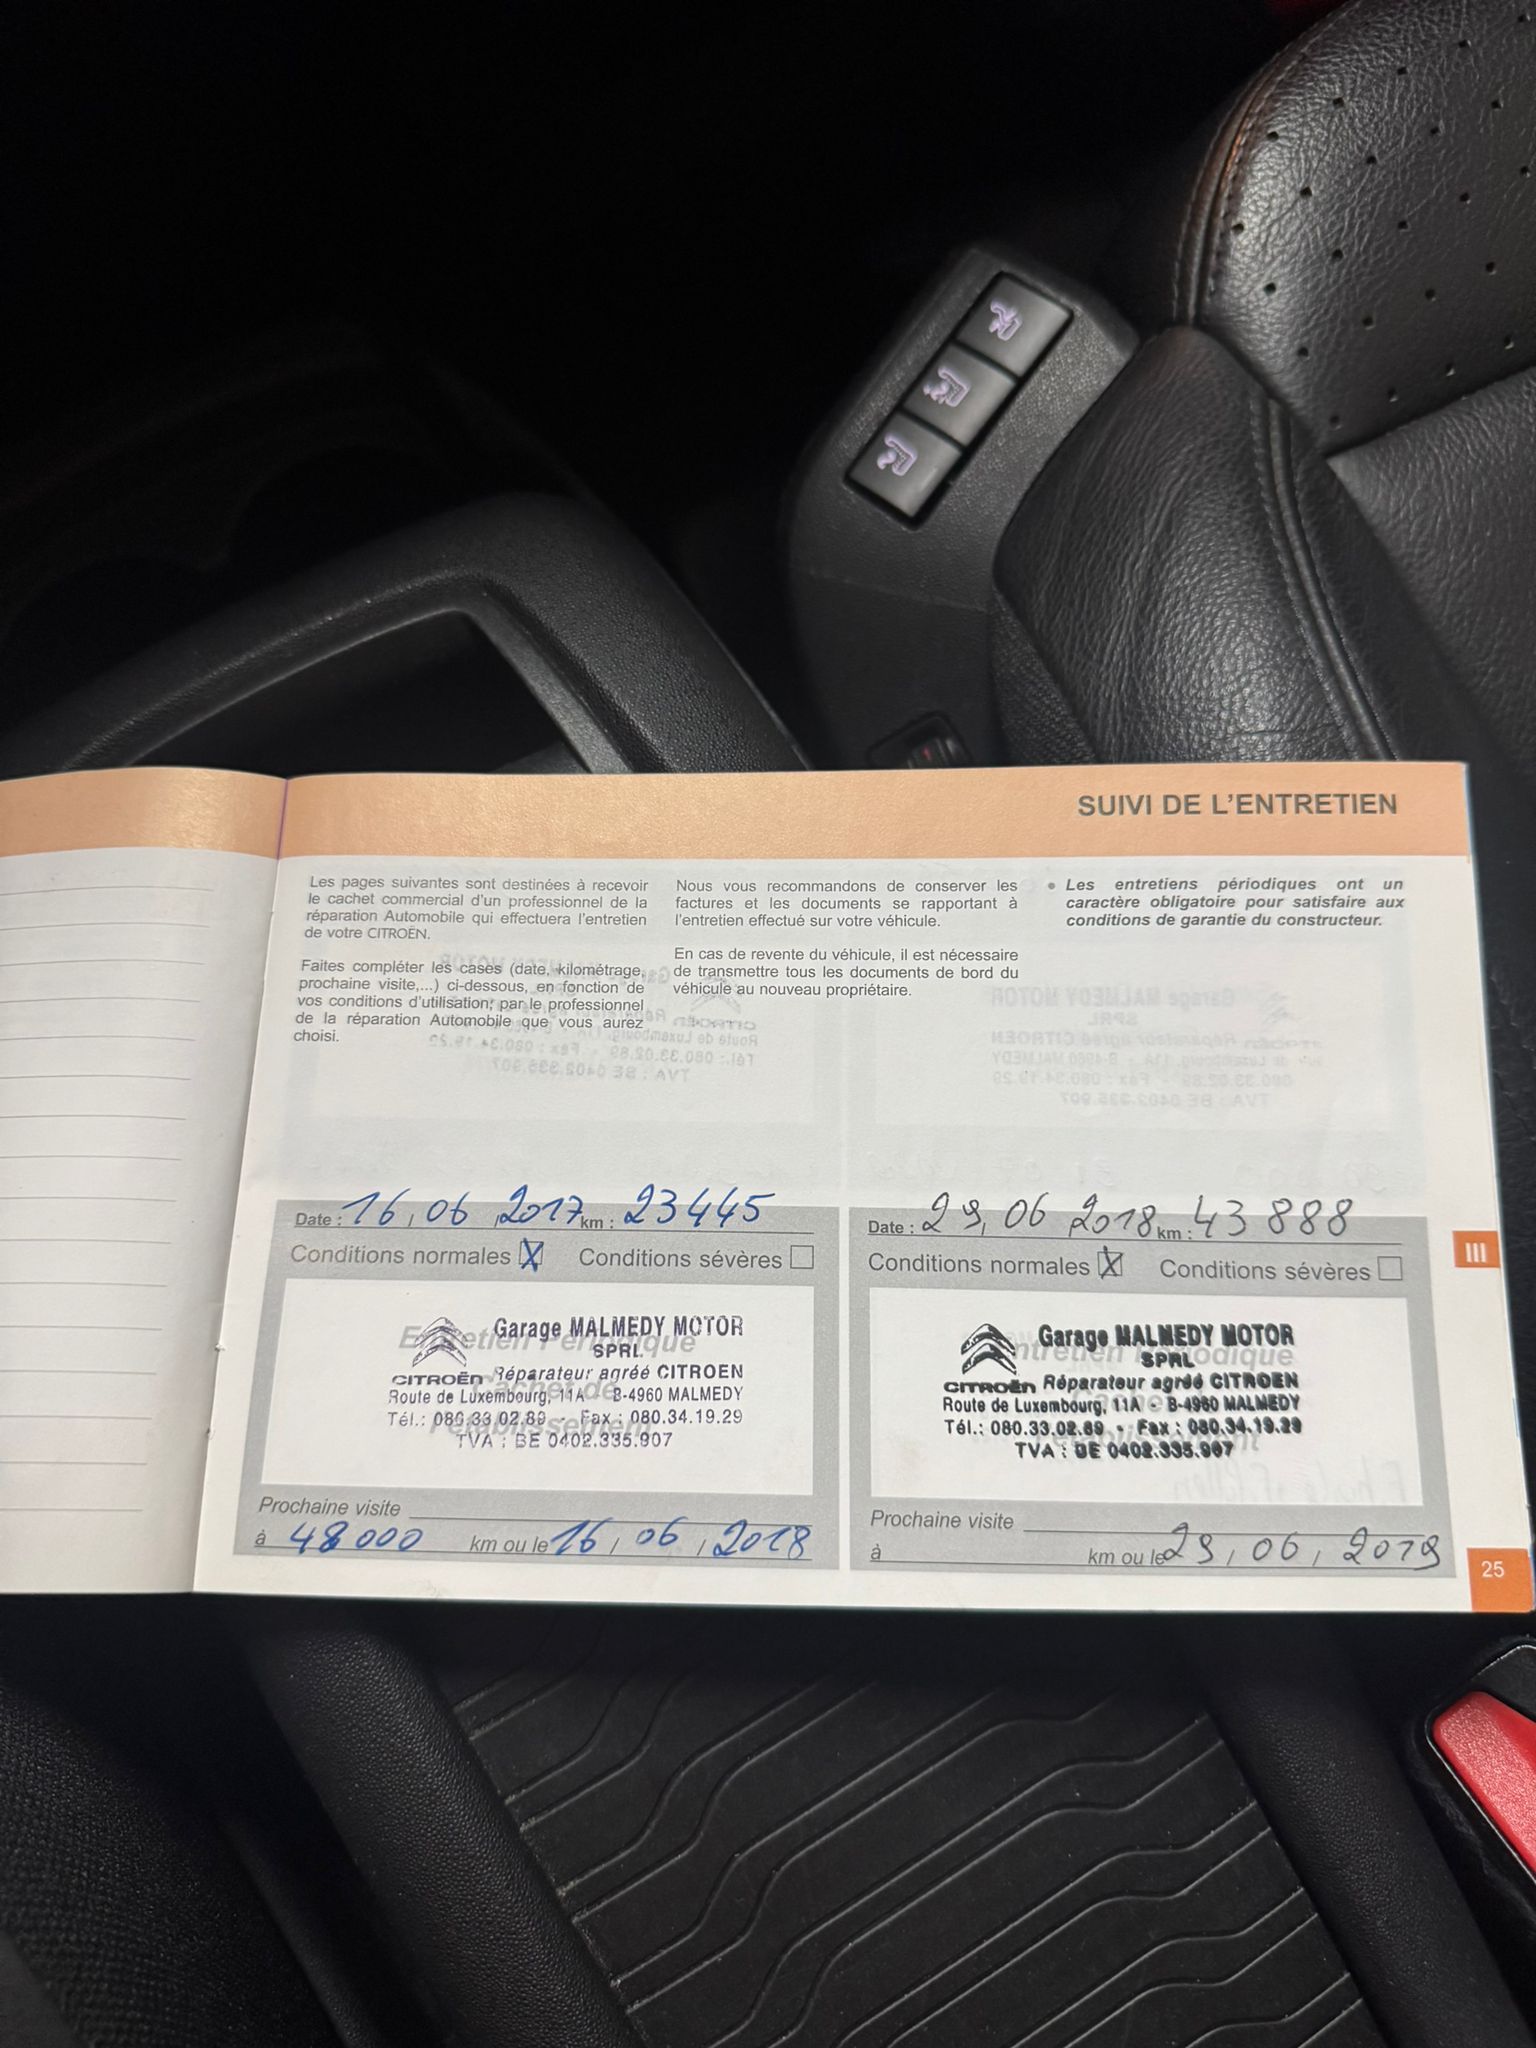 SUIVI DE L'ENTRETIEN
Les pages suivantes sont destinées à recevoir
le cachet commercial d'un professionnel de la
réparation Automobile qui effectuera l'entretien
de votre CITROËN.
Faites compléter les cases (date, kilométrage,
prochaine visite,...) ci-dessous, en fonction de
vos conditions d'utilisation, par le professionnel
de la réparation Automobile que vous aurez
choisi.
Nous vous recommandons de conserver les
factures et les documents se rapportant à
l'entretien effectué sur votre véhicule.
En cas de revente du véhicule, il est nécessaire
de transmettre tous les documents de bord du
véhicule au nouveau propriétaire.
• Les entretiens périodiques ont un
caractère obligatoire pour satisfaire aux
conditions de garantie du constructeur.
Date : 16, 06, 2017 km : 23445
Conditions normales X Conditions sévères
Entretien Périodique
Cachet de
l'établissement
Garage MALMEDY MOTOR
SPRL
CITROËN Réparateur agréé CITROEN
Route de Luxembourg, 11A - B-4960 MALMEDY
Tél.: 080.33.02.89 - Fax : 080.34.19.29
TVA : BE 0402.335.907
Prochaine visite
à 48000 km ou le 16, 06, 2018
Date : 29, 06 2018 km : 43888
Conditions normales X Conditions sévères
Entretien Périodique
Cachet de
l'établissement
Garage MALMEDY MOTOR
SPRL
CITROËN Réparateur agréé CITROEN
Route de Luxembourg, 11A - B-4960 MALMEDY
Tél.: 080.33.02.89 - Fax : 080.34.19.29
TVA : BE 0402.335.907
Prochaine visite
à km ou le 29, 06, 2019
III
25